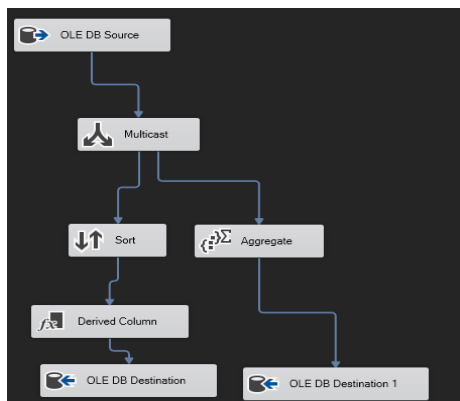 OLE DB Source
Multicast
Sort
Aggregate
Derived Column
OLE DB Destination
OLE DB Destination 1